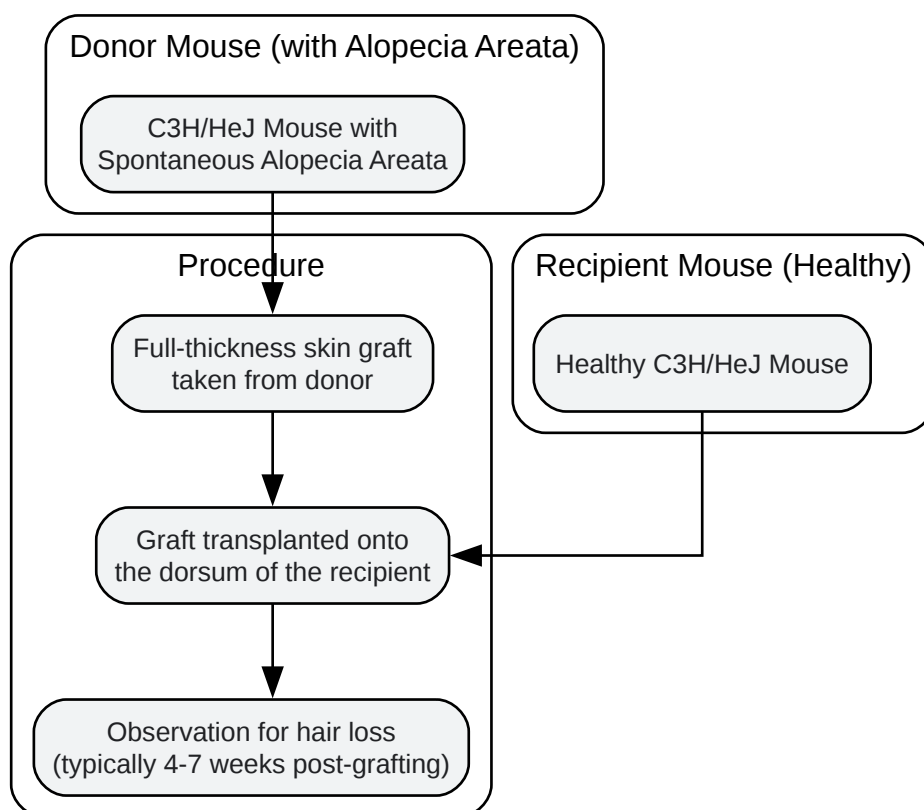 Donor Mouse (with Alopecia Areata)
C3H/HeJ Mouse with
Spontaneous Alopecia Areata
Procedure
Full-thickness skin graft
taken from donor
Recipient Mouse (Healthy)
Healthy C3H/HeJ Mouse
Graft transplanted onto
the dorsum of the recipient
Observation for hair loss
(typically 4-7 weeks post-grafting)